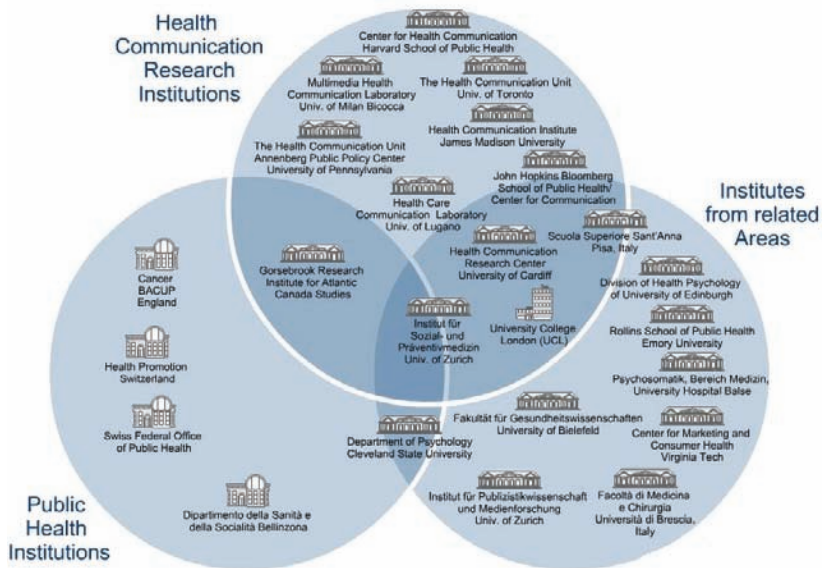 Health
Communication
Research
Institutions
Center for Health Communication
Harvard School of Public Health
Multimedia Health
Communication Laboratory
Univ. of Milan Bicocca
The Health Communication Unit
Univ. of Toronto
The Health Communication Unit
Annenberg Public Policy Center
University of Pennsylvania
Health Communication Institute
James Madison University
John Hopkins Bloomberg
School of Public Health/
Center for Communication
Health Care
Communication Laboratory
Univ. of Lugano
Institutes
from related
Areas
Scuola Superiore Sant'Anna
Pisa, Italy
Health Communication
Research Center
University of Cardiff
Gorsebrook Research
Institute for Atlantic
Canada Studies
Cancer
BACUP
England
Division of Health Psychology
of University of Edinburgh
Institut für
Sozial- und
Präventivmedizin
Univ. of Zurich
University College
London (UCL)
Rollins School of Public Health
Emory University
Health Promotion
Switzerland
Psychosomatik, Bereich Medizin,
University Hospital Balse
Swiss Federal Office
of Public Health
Department of Psychology
Cleveland State University
Fakultät für Gesundheitswissenschaften
University of Bielefeld
Center for Marketing and
Consumer Health
Virginia Tech
Public
Health
Institutions
Dipartimento della Sanità e
della Socialità Bellinzona
Institut für Publizistikwissenschaft
und Medienforschung
Univ. of Zurich
Facoltà di Medicina
e Chirurgia
Università di Brescia,
Italy